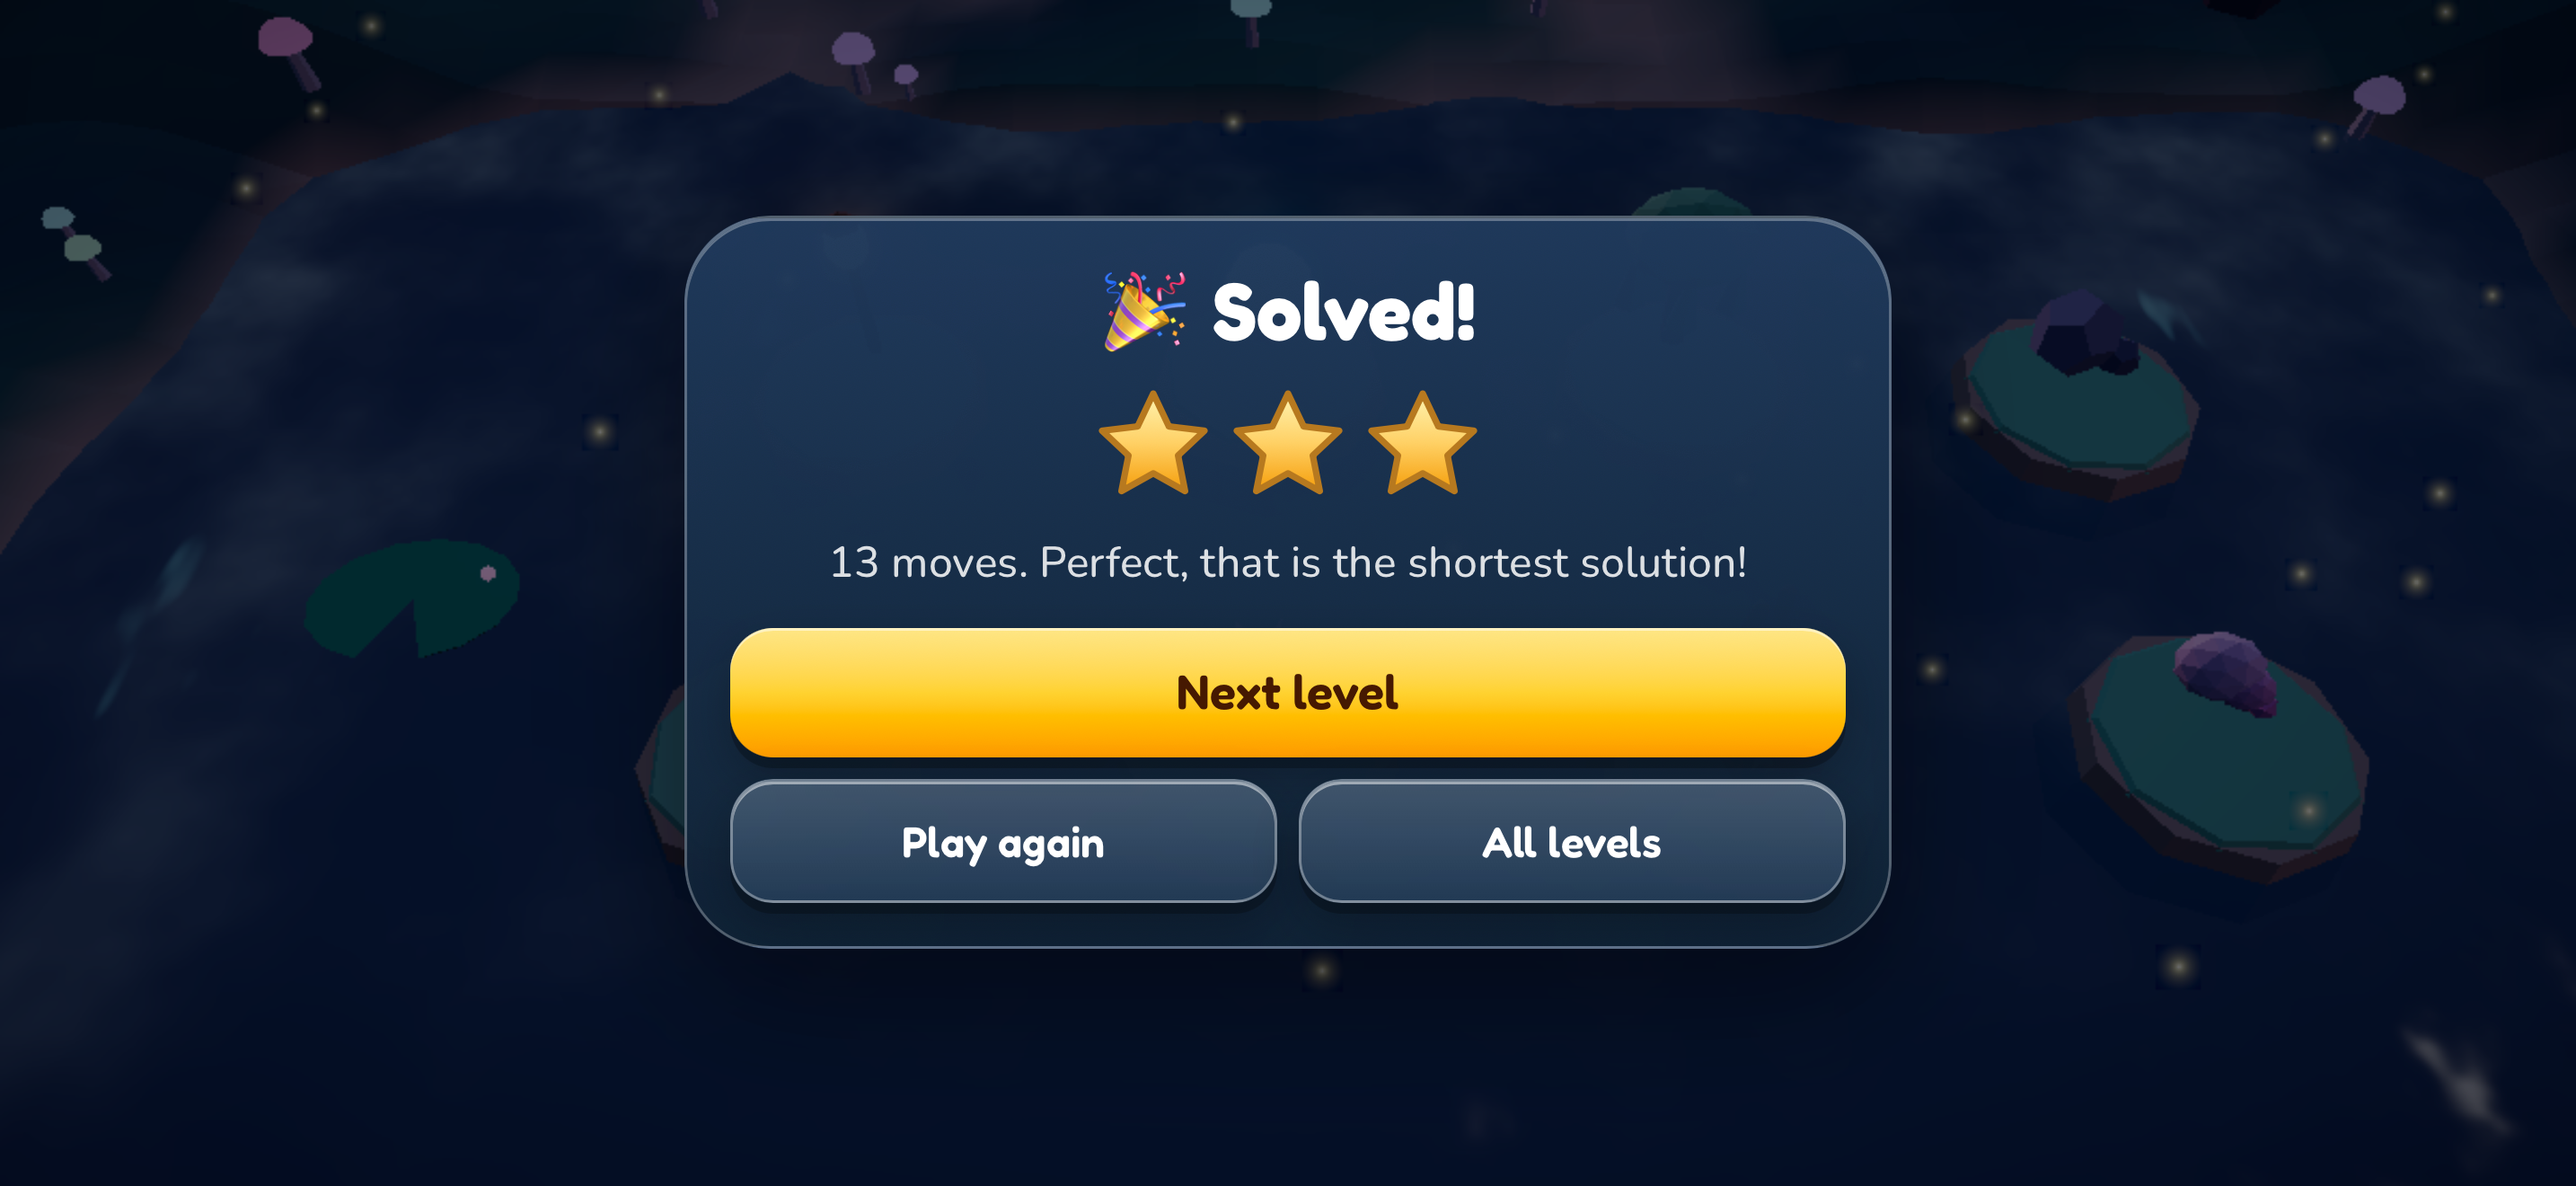 Solved!
13 moves. Perfect, that is the shortest solution!
Next level
Play again
All levels